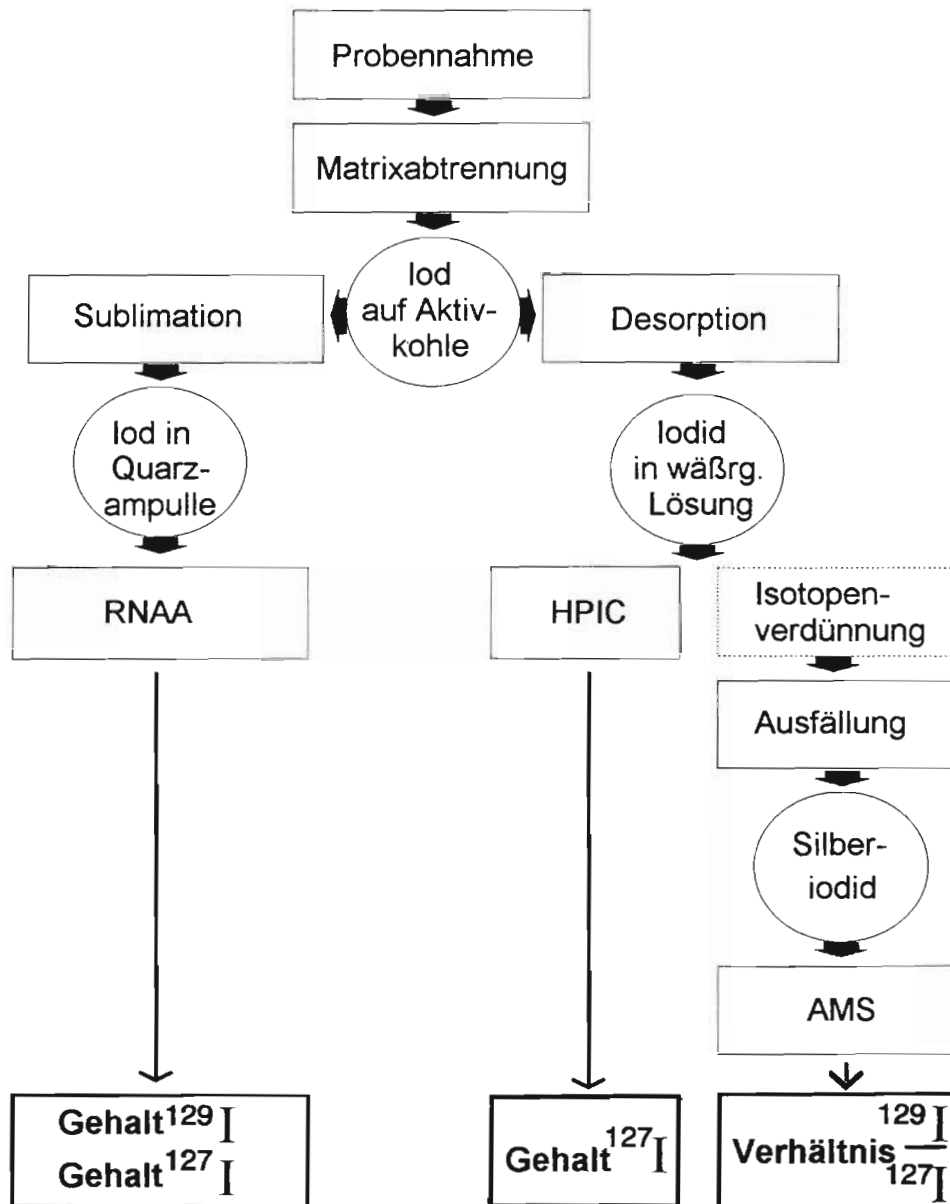 Probennahme
Matrixabtrennung
Iod
auf Aktiv-
kohle
Sublimation
Desorption
Iod in
Quarz-
ampulle
Iodid
in wäßrg.
Lösung
RNAA
HPIC
Isotopen-
verdünnung
Ausfällung
Silber-
iodid
AMS
Gehalt ¹²⁹I
Gehalt ¹²⁷I
Gehalt ¹²⁷I
Verhältnis ¹²⁹I
¹²⁷I